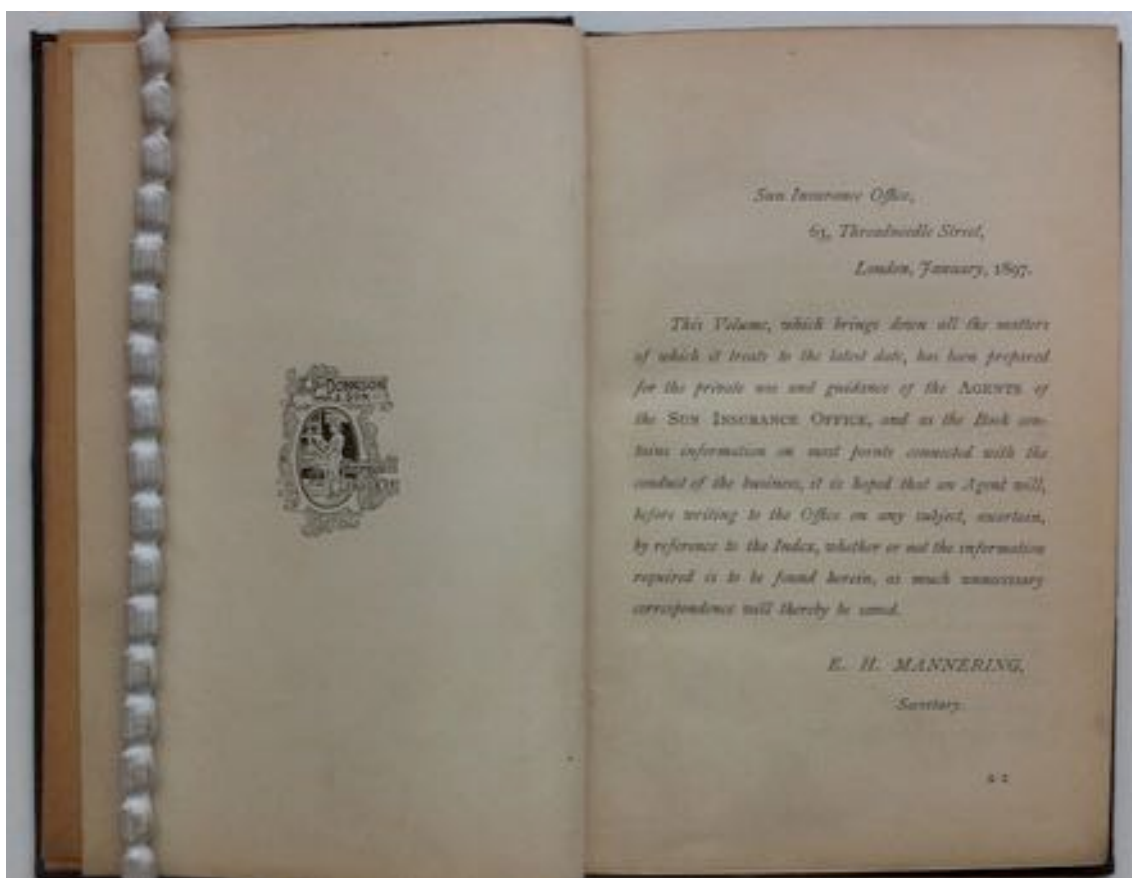 DONNISON
& SON
Sun Insurance Office,
63, Threadneedle Street,
London, January, 1897.
This Volume, which brings down all the matters
of which it treats to the latest date, has been prepared
for the private use and guidance of the AGENTS of
the SUN INSURANCE OFFICE, and as the Book con-
tains information on most points connected with the
conduct of the business, it is hoped that an Agent will,
before writing to the Office on any subject, ascertain,
by reference to the Index, whether or not the information
required is to be found herein, as much unnecessary
correspondence will thereby be saved.
E. H. MANNERING,
Secretary.
a 2